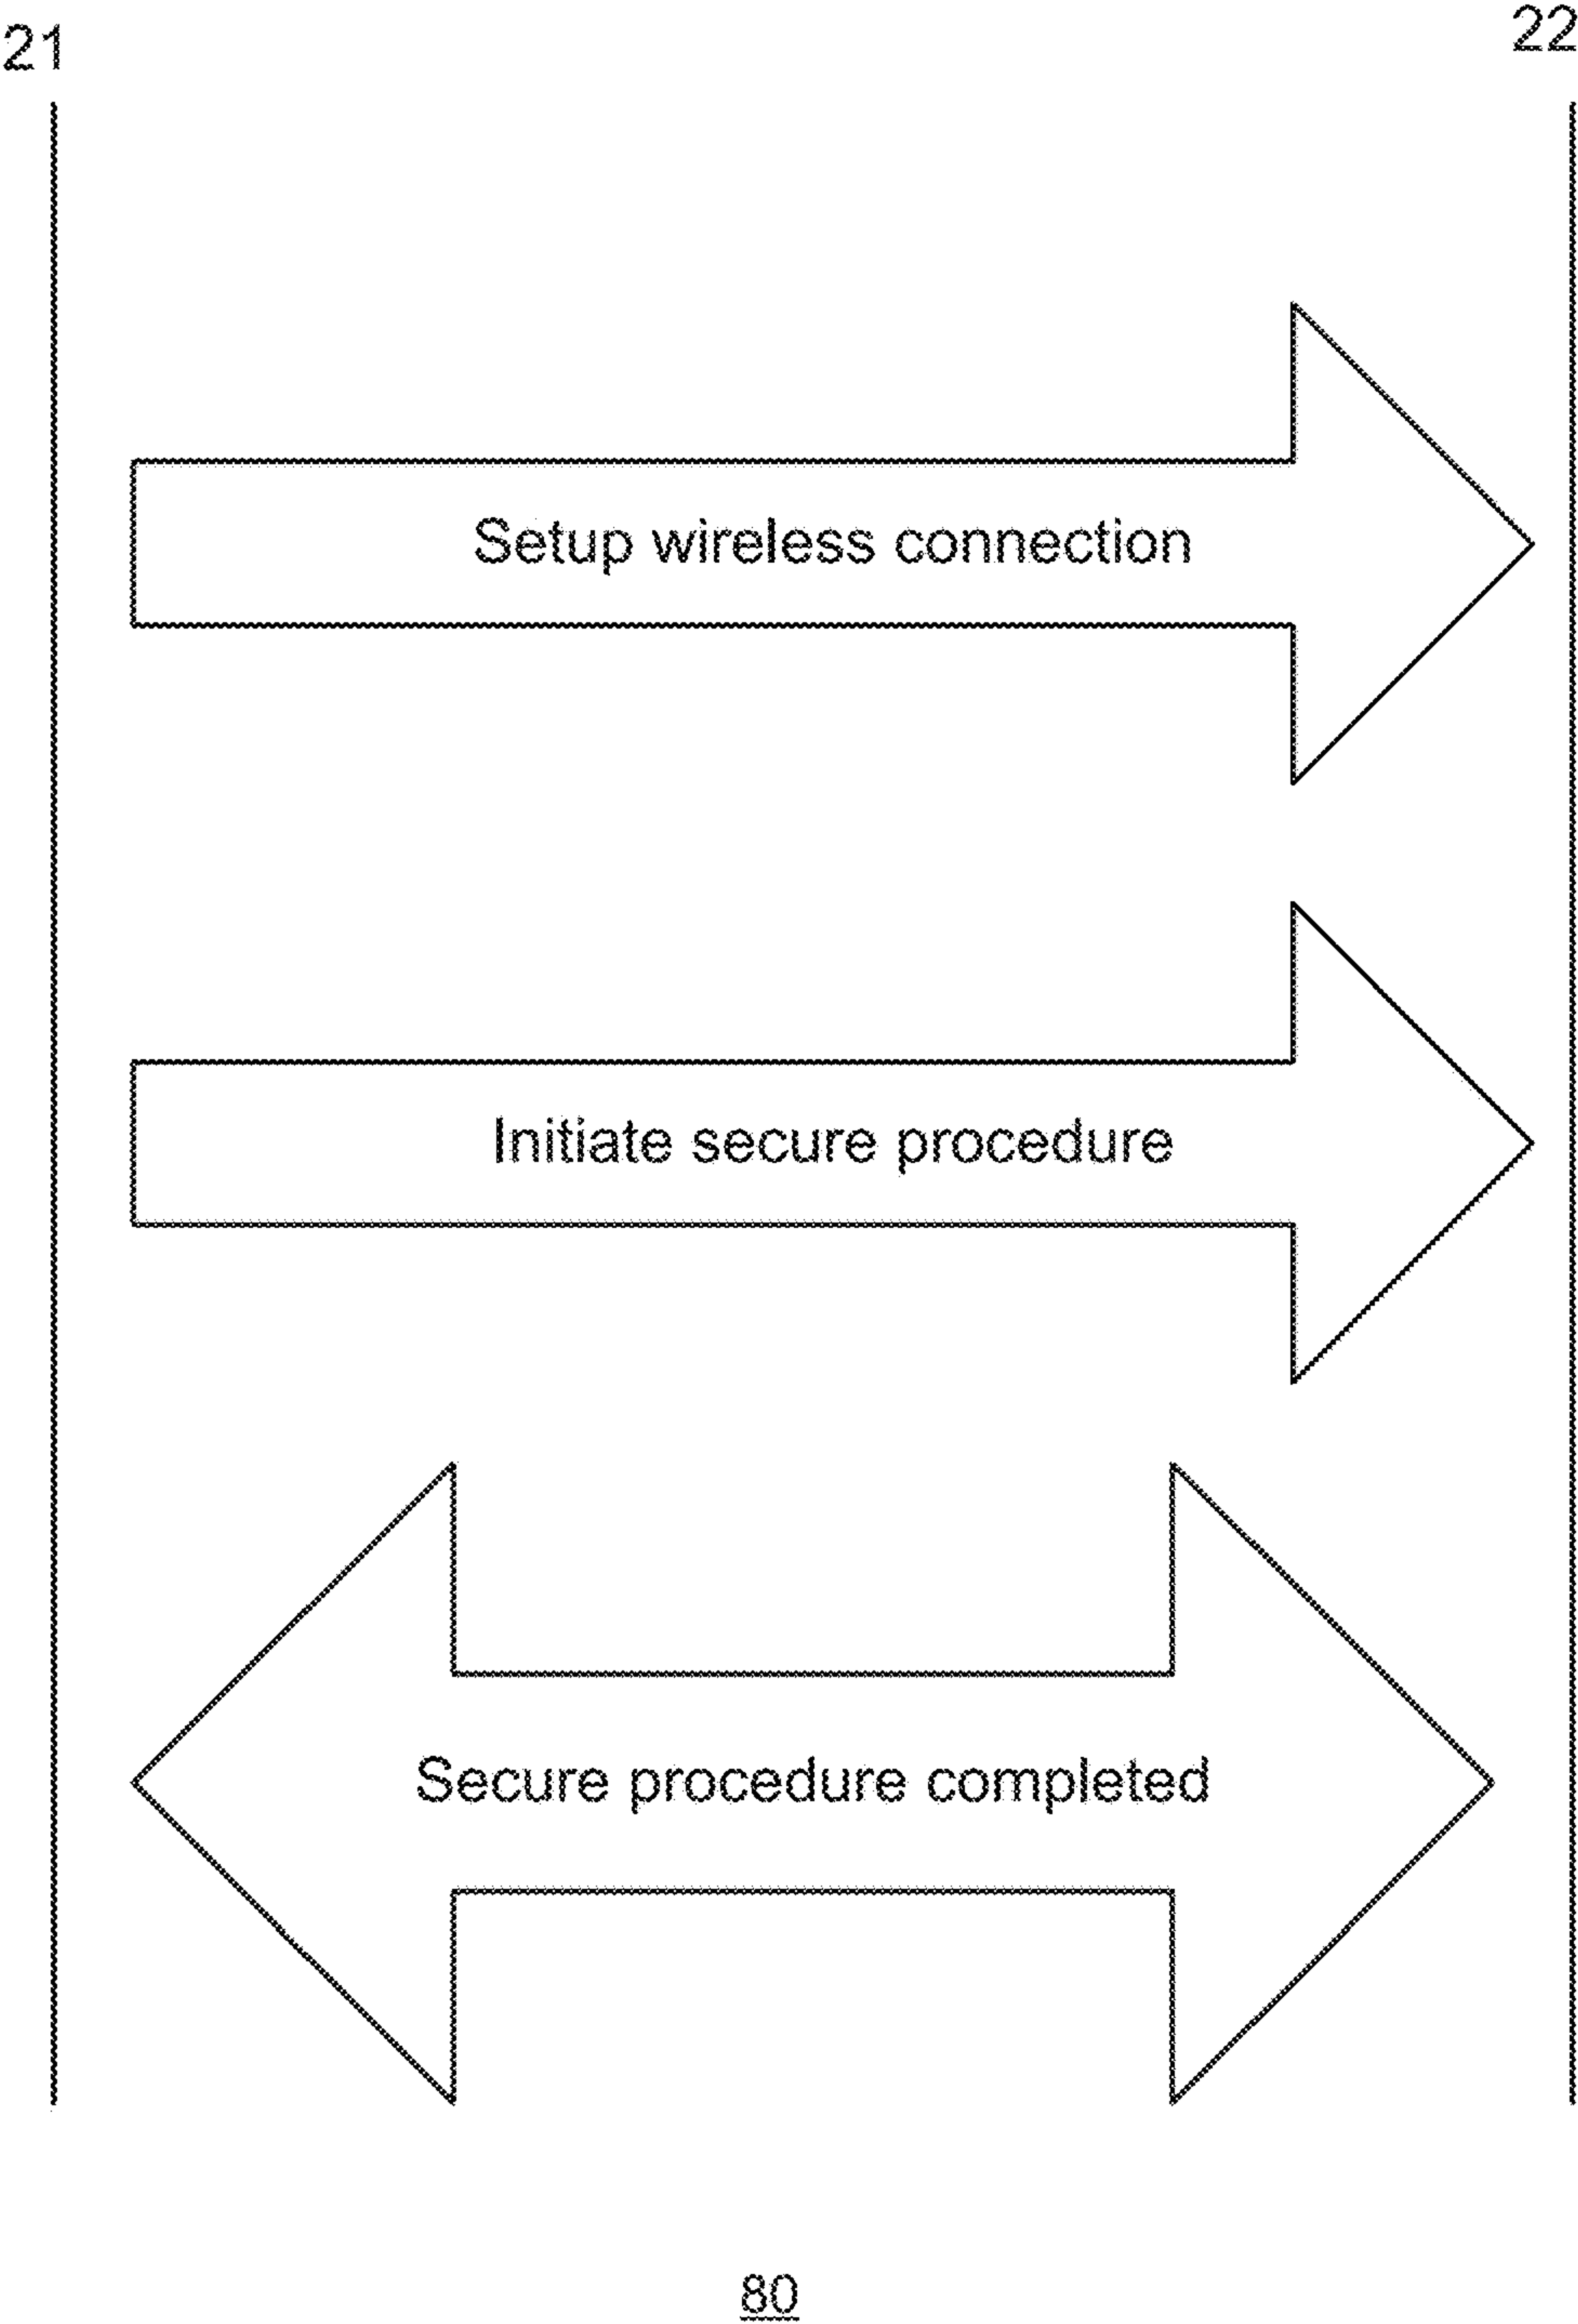 21
22
Setup wireless connection
Initiate secure procedure
Secure procedure completed
80